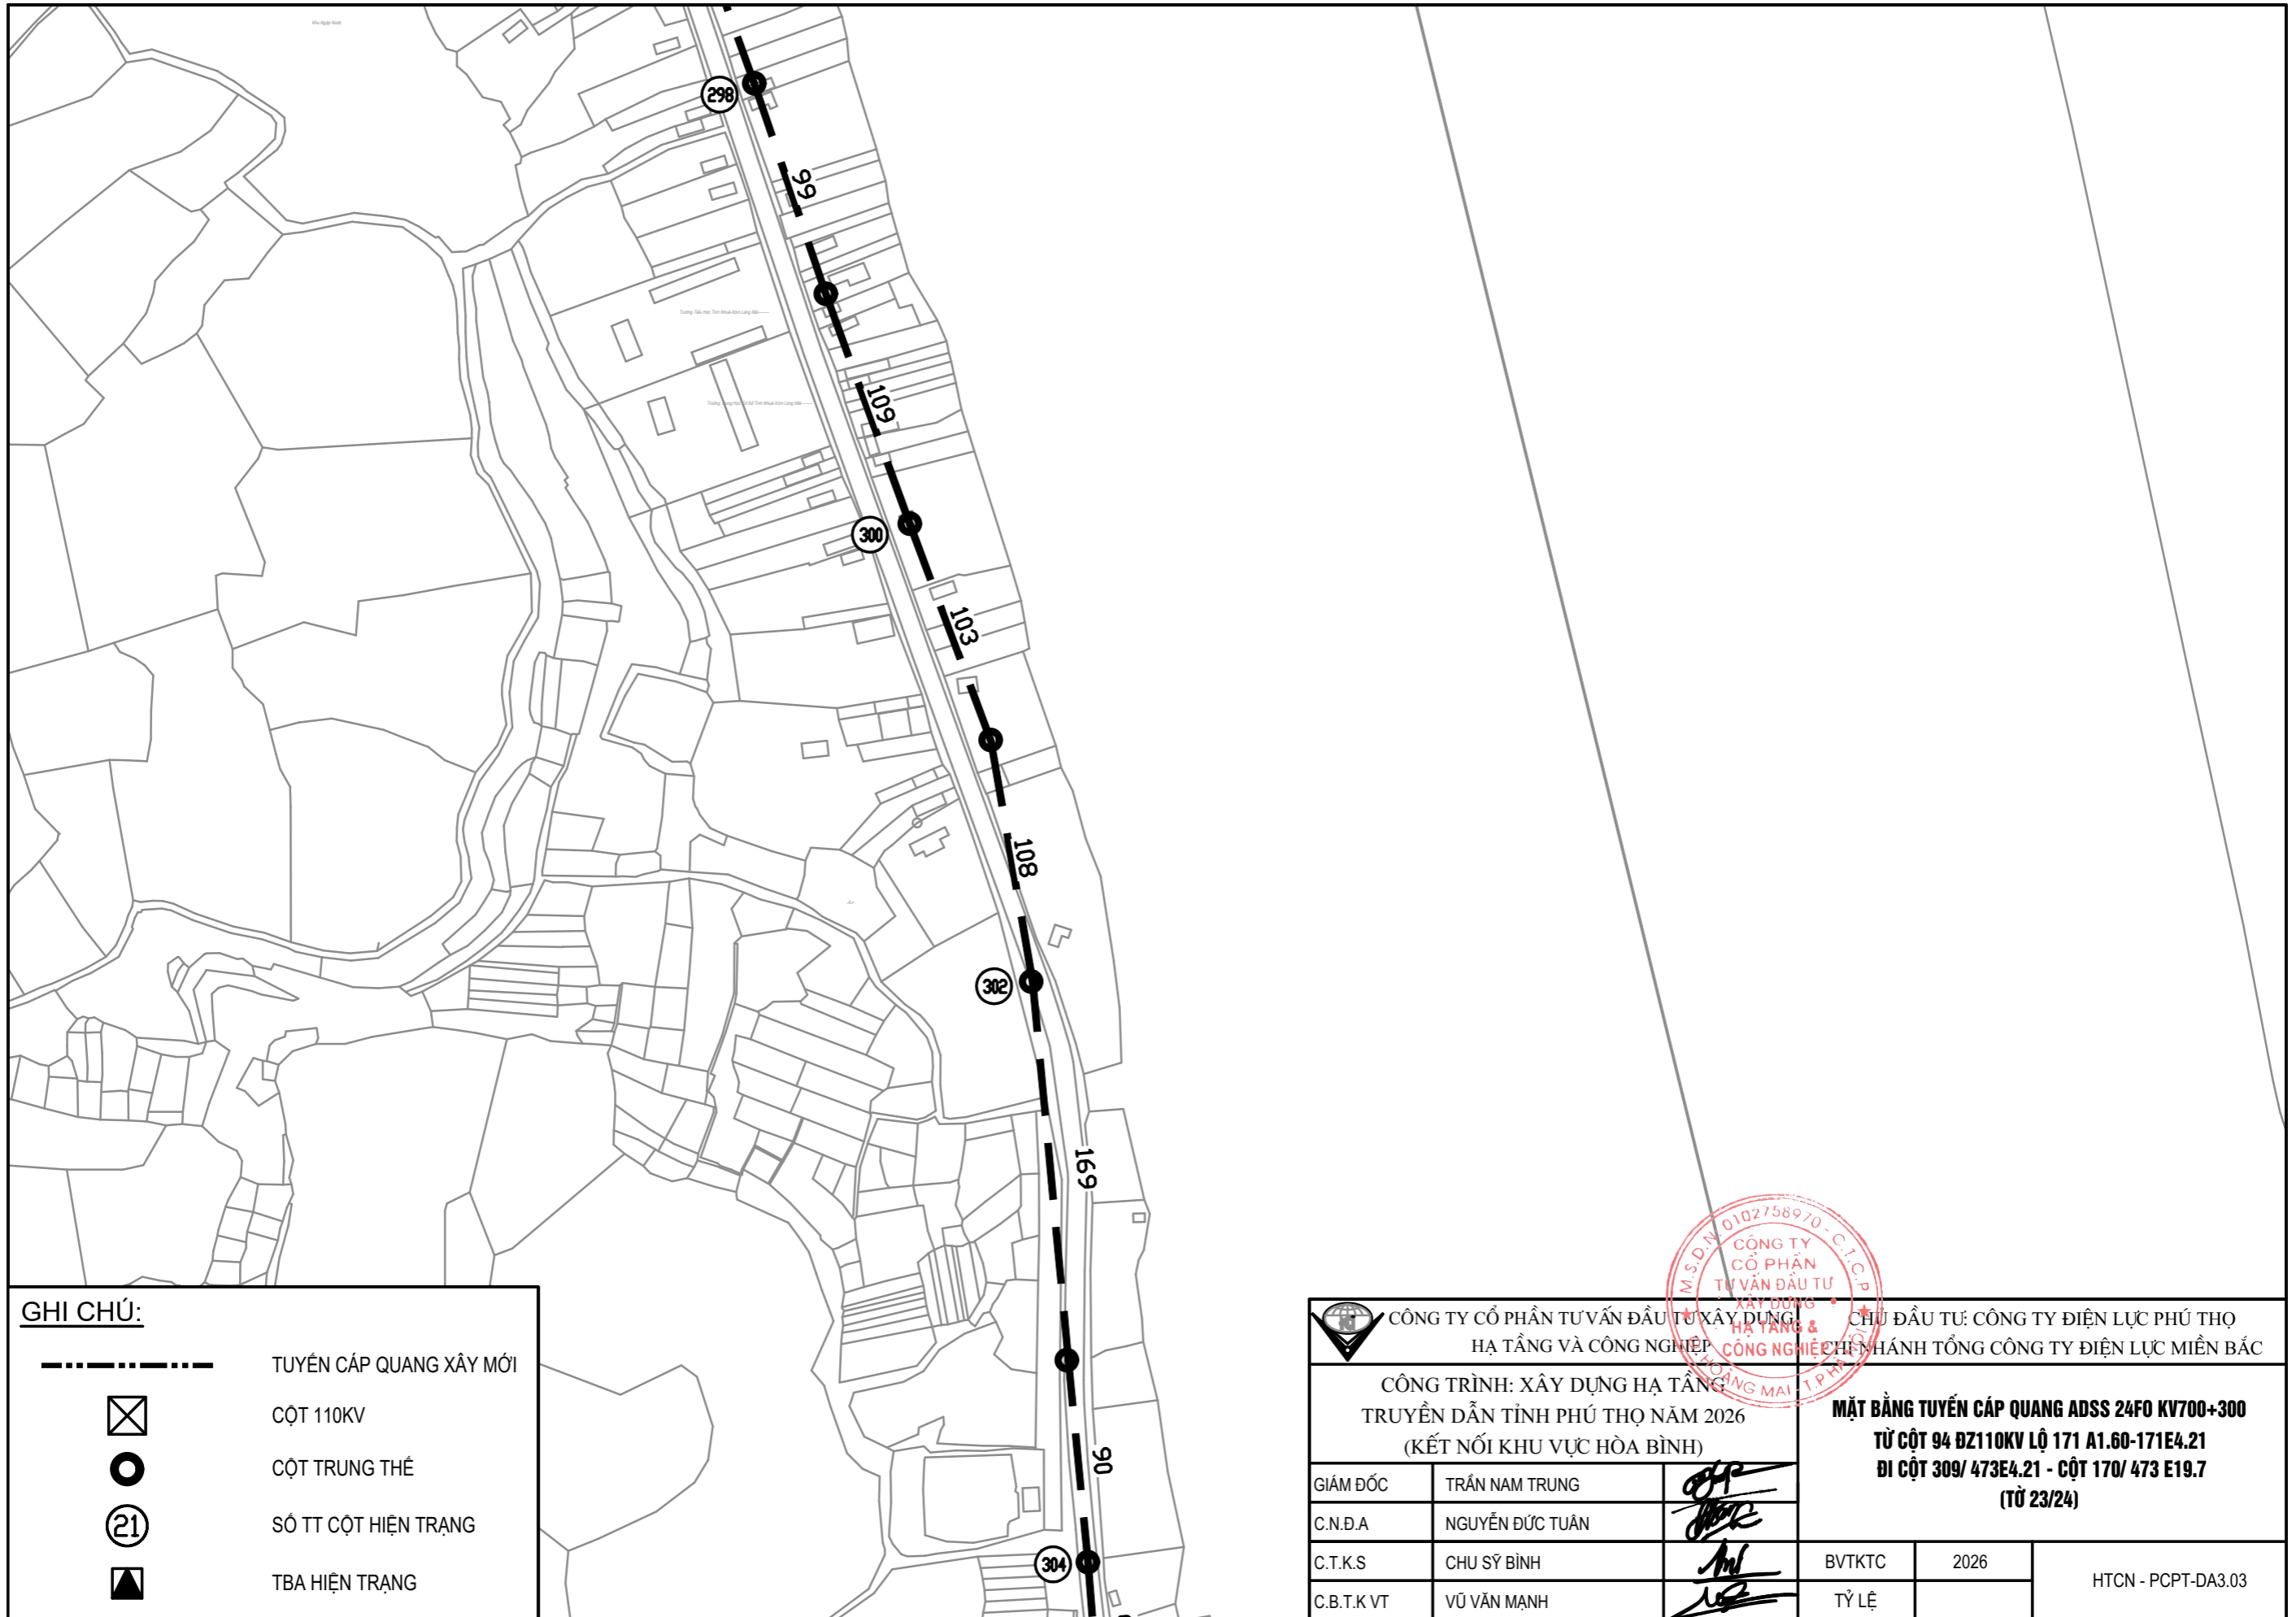 Khu Ngập Nước
298
99
109
300
103
108
302
169
90
304
GHI CHÚ:
TUYẾN CÁP QUANG XÂY MỚI
CỘT 110KV
CỘT TRUNG THẾ
21
SỐ TT CỘT HIỆN TRẠNG
TBA HIỆN TRẠNG
M.S.D.N: 0102758970 - C.T.C.P
CÔNG TY
CỔ PHẦN
TƯ VẤN ĐẦU TƯ
XÂY DỰNG
HẠ TẦNG &
CÔNG NGHIỆP
HOÀNG MAI - T.P HÀ NỘI
CÔNG TY CỔ PHẦN TƯ VẤN ĐẦU TƯ XÂY DỰNG
HẠ TẦNG VÀ CÔNG NGHIỆP
CHỦ ĐẦU TƯ: CÔNG TY ĐIỆN LỰC PHÚ THỌ
CHI NHÁNH TỔNG CÔNG TY ĐIỆN LỰC MIỀN BẮC
CÔNG TRÌNH: XÂY DỰNG HẠ TẦNG
TRUYỀN DẪN TỈNH PHÚ THỌ NĂM 2026
(KẾT NỐI KHU VỰC HÒA BÌNH)
MẶT BẰNG TUYẾN CÁP QUANG ADSS 24FO KV700+300
TỪ CỘT 94 ĐZ110KV LỘ 171 A1.60-171E4.21
ĐI CỘT 309/ 473E4.21 - CỘT 170/ 473 E19.7
(TỜ 23/24)
GIÁM ĐỐC TRẦN NAM TRUNG
C.N.Đ.A NGUYỄN ĐỨC TUÂN
C.T.K.S CHU SỸ BÌNH
C.B.T.K VT VŨ VĂN MẠNH
BVTKTC 2026
TỶ LỆ
HTCN - PCPT-DA3.03